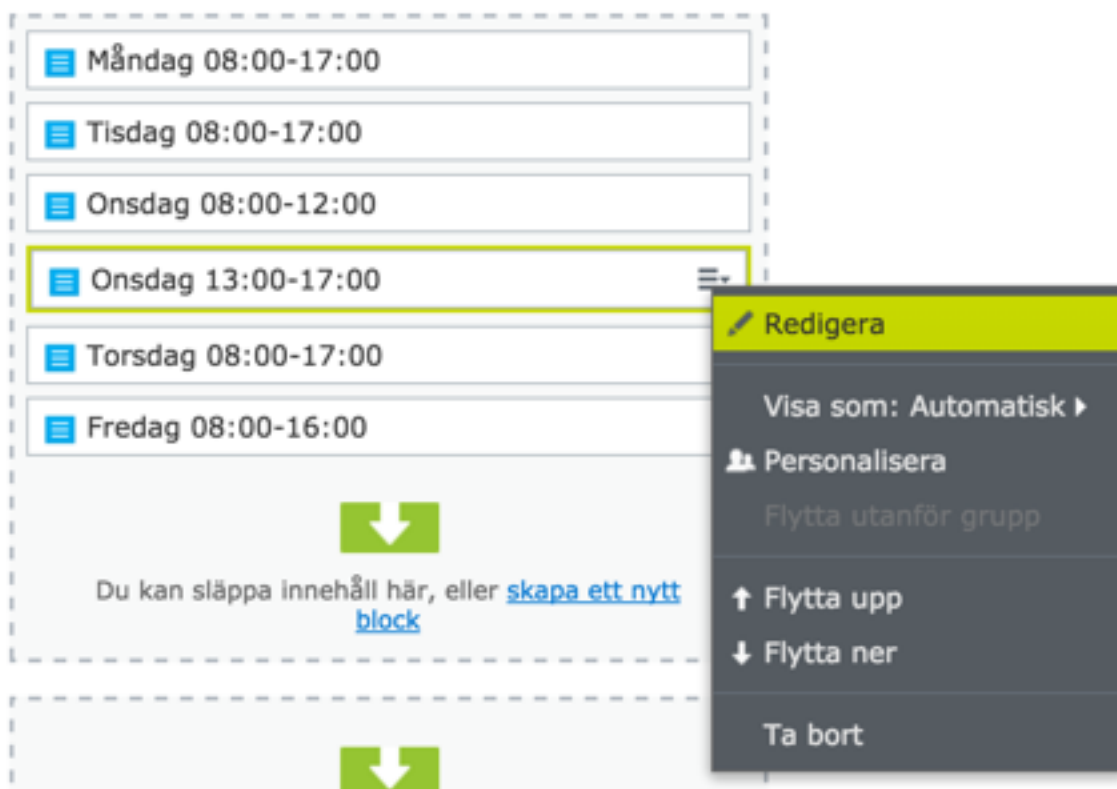 Måndag 08:00-17:00
Tisdag 08:00-17:00
Onsdag 08:00-12:00
Onsdag 13:00-17:00
Torsdag 08:00-17:00
Fredag 08:00-16:00
Du kan släppa innehåll här, eller skapa ett nytt
block
Redigera
Visa som: Automatisk
Personalisera
Flytta utanför grupp
Flytta upp
Flytta ner
Ta bort